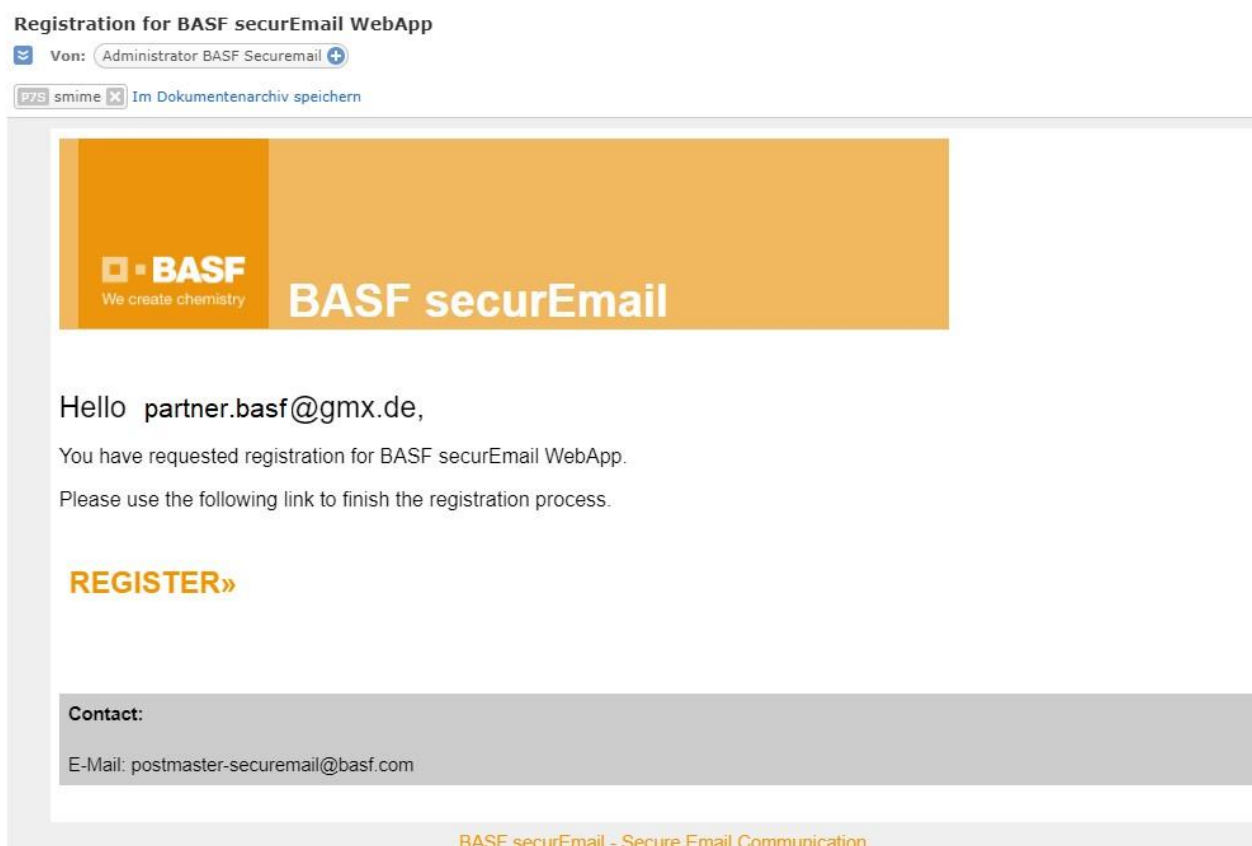 Registration for BASF securEmail WebApp
Von: Administrator BASF Securemail
P7S smime Im Dokumentenarchiv speichern
BASF
We create chemistry
BASF securEmail
Hello partner.basf@gmx.de,
You have requested registration for BASF securEmail WebApp.
Please use the following link to finish the registration process.
REGISTER»
Contact:
E-Mail: postmaster-securemail@basf.com
BASF securEmail - Secure Email Communication